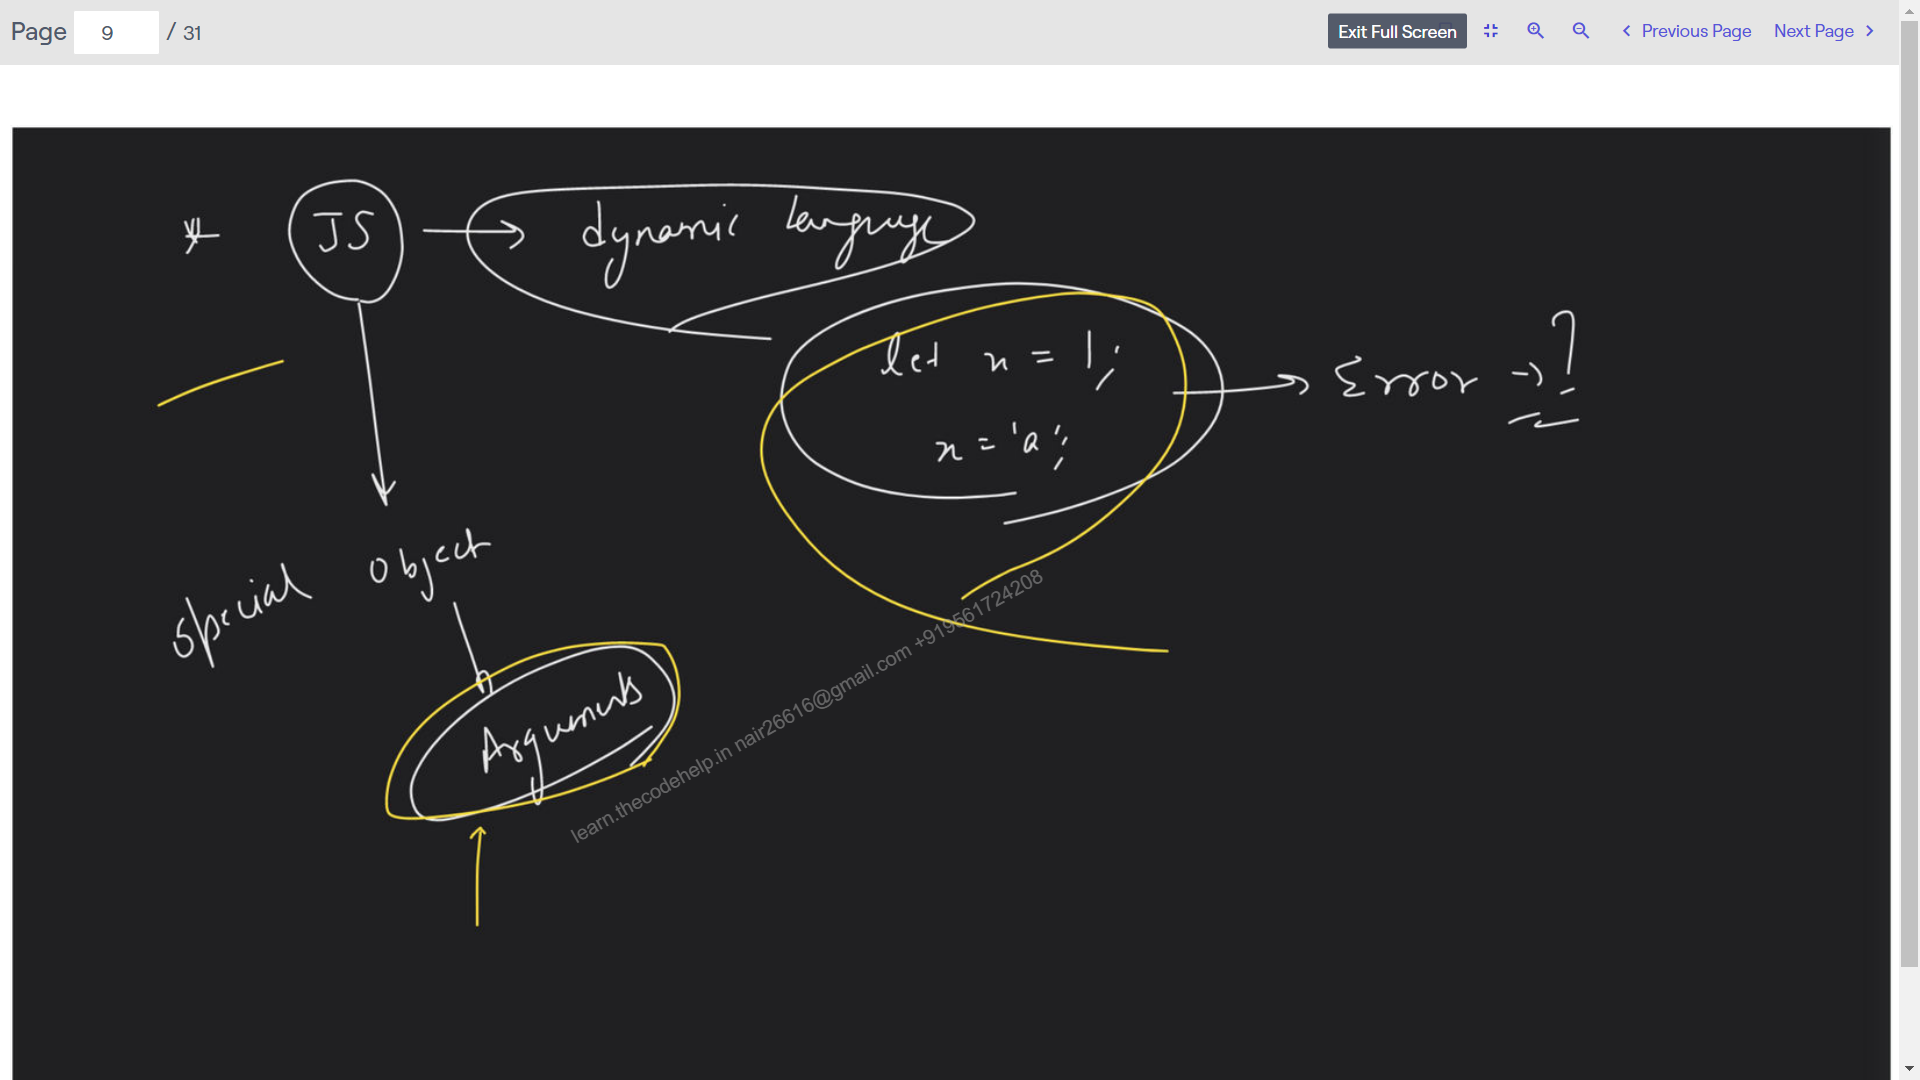 Page 9 / 31 Exit Full Screen Previous Page Next Page
* JS → dynamic language
let x = 1;
x = 'a'; → Error → ?
special object
Arguments
learn.thecodehelp.in nair26616@gmail.com +919561724208